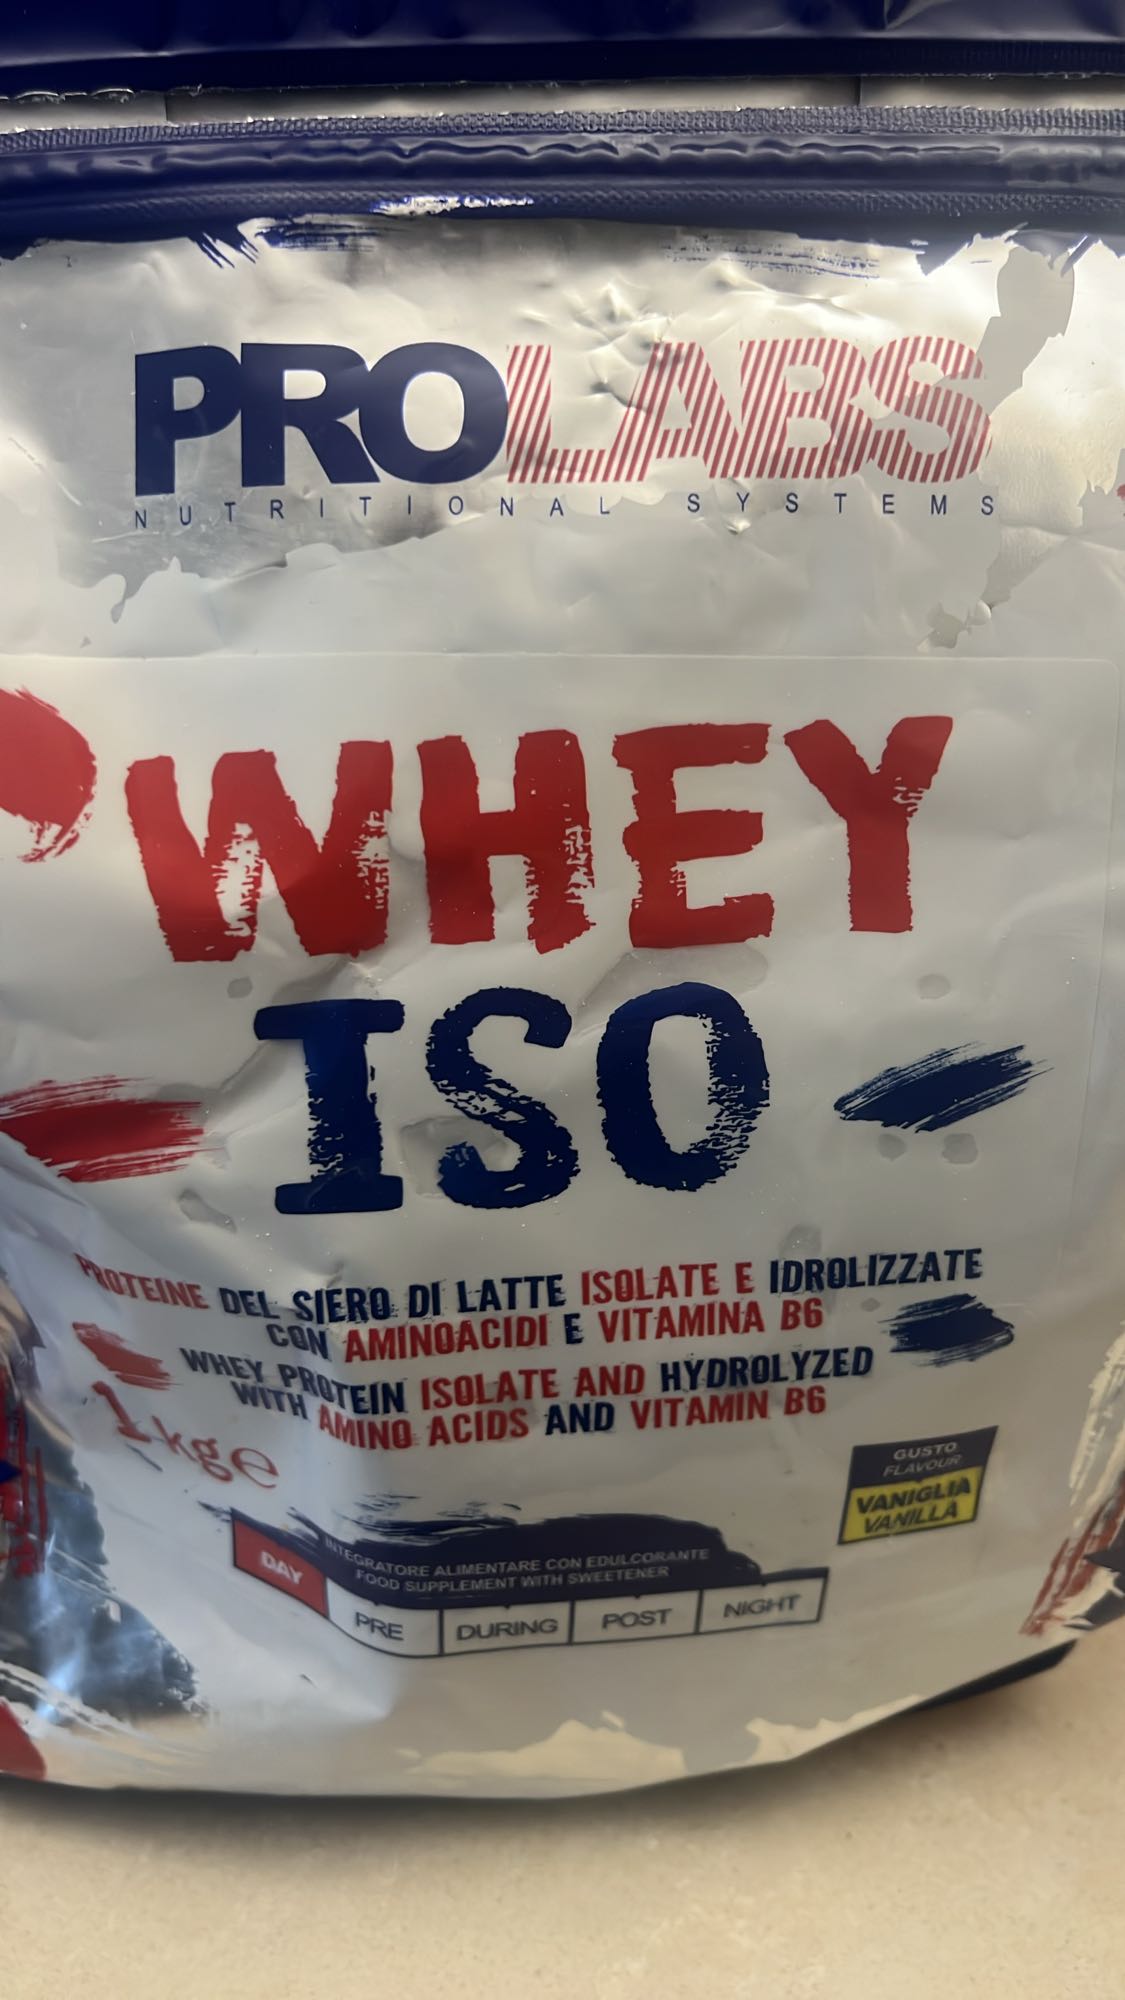 PROLABS
NUTRITIONAL SYSTEMS
WHEY
ISO
PROTEINE DEL SIERO DI LATTE ISOLATE E IDROLIZZATE
CON AMINOACIDI E VITAMINA B6
WHEY PROTEIN ISOLATE AND HYDROLYZED
WITH AMINO ACIDS AND VITAMIN B6
1 kg e
GUSTO
FLAVOUR
VANIGLIA
VANILLA
INTEGRATORE ALIMENTARE CON EDULCORANTE
FOOD SUPPLEMENT WITH SWEETENER
DAY PRE DURING POST NIGHT